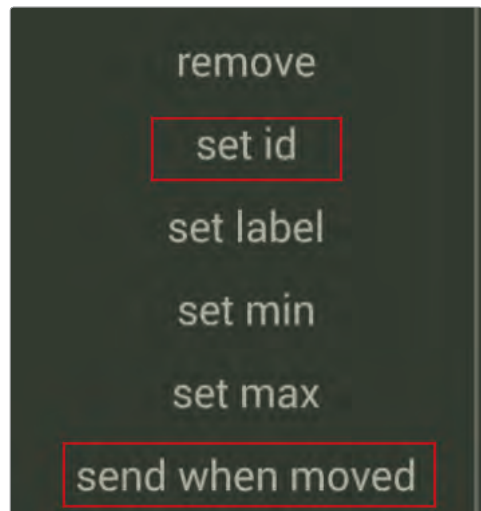 remove
set id
set label
set min
set max
send when moved